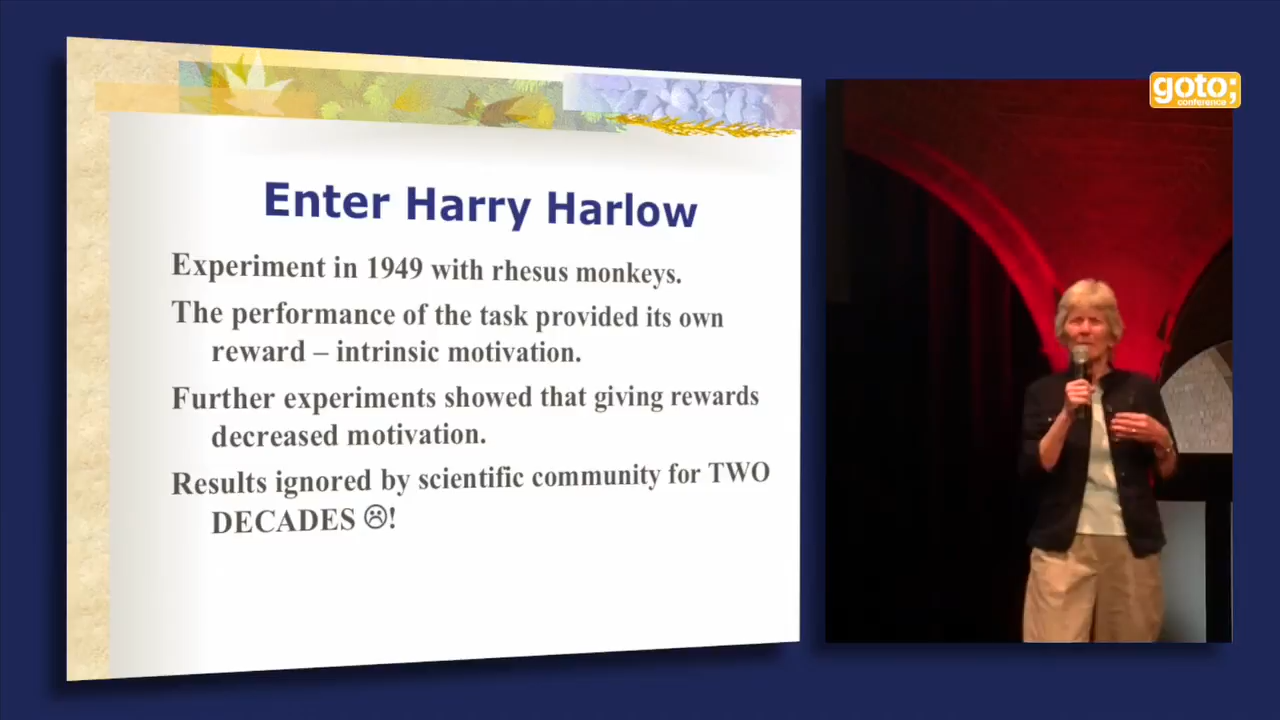 goto;
conference
Enter Harry Harlow
Experiment in 1949 with rhesus monkeys.
The performance of the task provided its own
reward – intrinsic motivation.
Further experiments showed that giving rewards
decreased motivation.
Results ignored by scientific community for TWO
DECADES ☹!